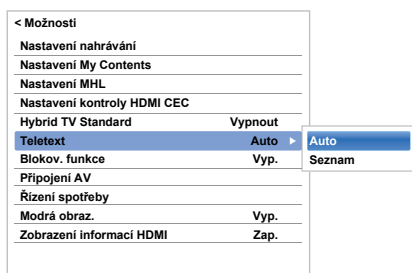 < Možnosti
Nastavení nahrávání
Nastavení My Contents
Nastavení MHL
Nastavení kontroly HDMI CEC
Hybrid TV Standard Vypnout
Teletext Auto ▶ Auto
Blokov. funkce Vyp. Seznam
Připojení AV
Řízení spotřeby
Modrá obraz. Vyp.
Zobrazení informací HDMI Zap.